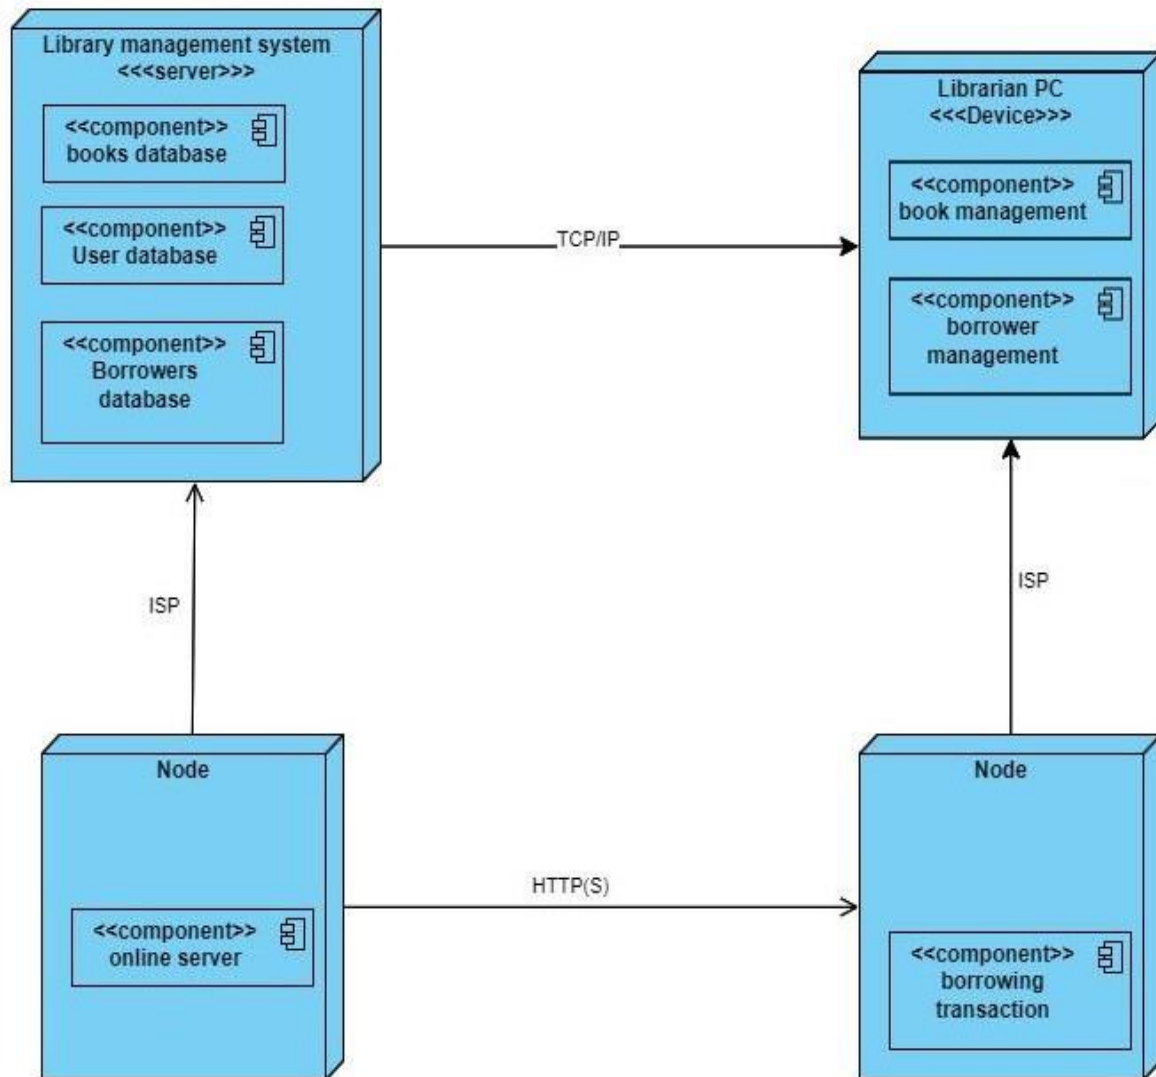 Library management system
<<<server>>>
<<component>>
books database
<<component>>
User database
<<component>>
Borrowers
database
TCP/IP
Librarian PC
<<<Device>>>
<<component>>
book management
<<component>>
borrower
management
ISP
ISP
Node
<<component>>
online server
HTTP(S)
Node
<<component>>
borrowing
transaction